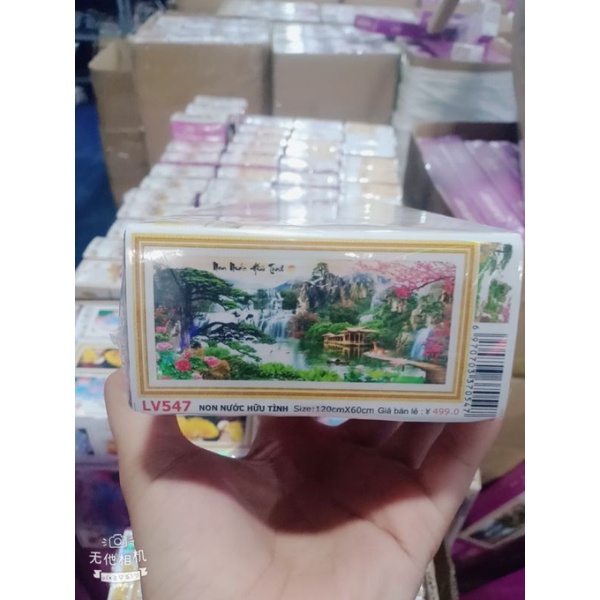 Non Nước Hữu Tình
LV547 NON NƯỚC HỮU TÌNH Size:120cmX60cm Giá bán lẻ : ¥ 499.0
无他相机